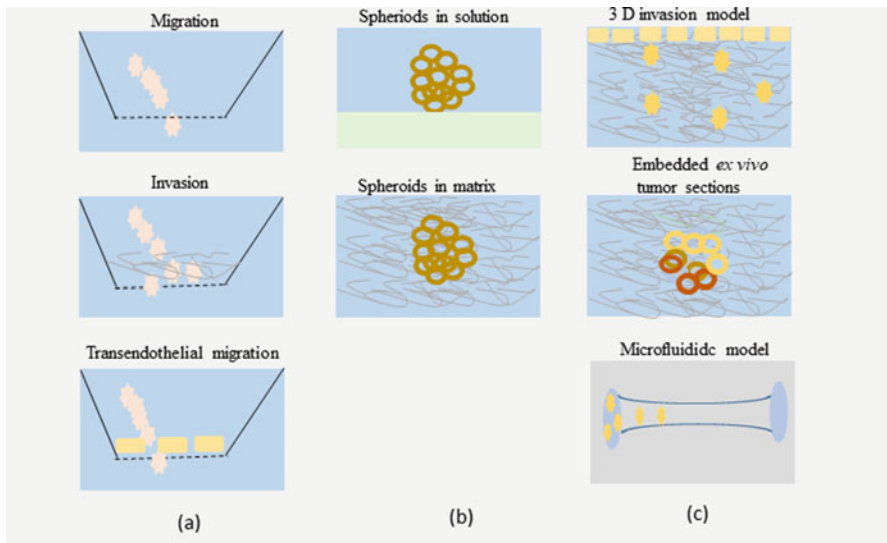 Migration
Invasion
Transendothelial migration
(a)
Spheriods in solution
Spheroids in matrix
(b)
3 D invasion model
Embedded ex vivo
tumor sections
Microfluididc model
(c)